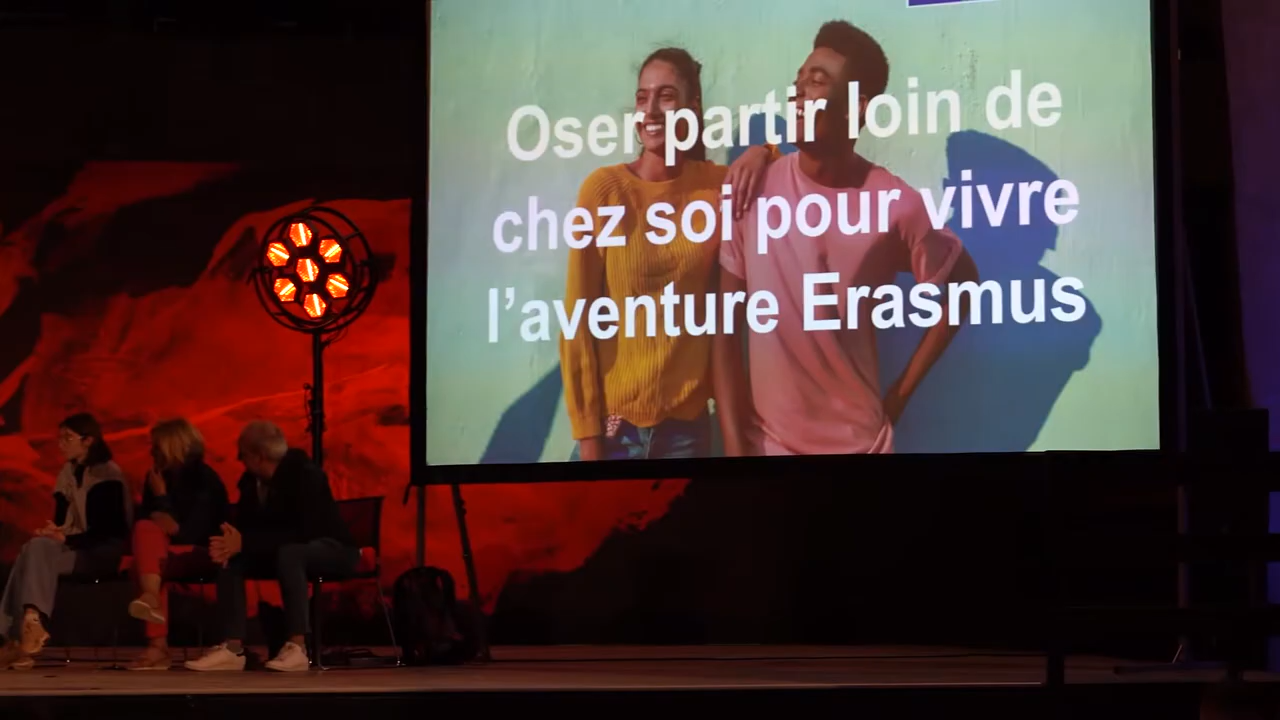 Oser partir loin de
chez soi pour vivre
l’aventure Erasmus